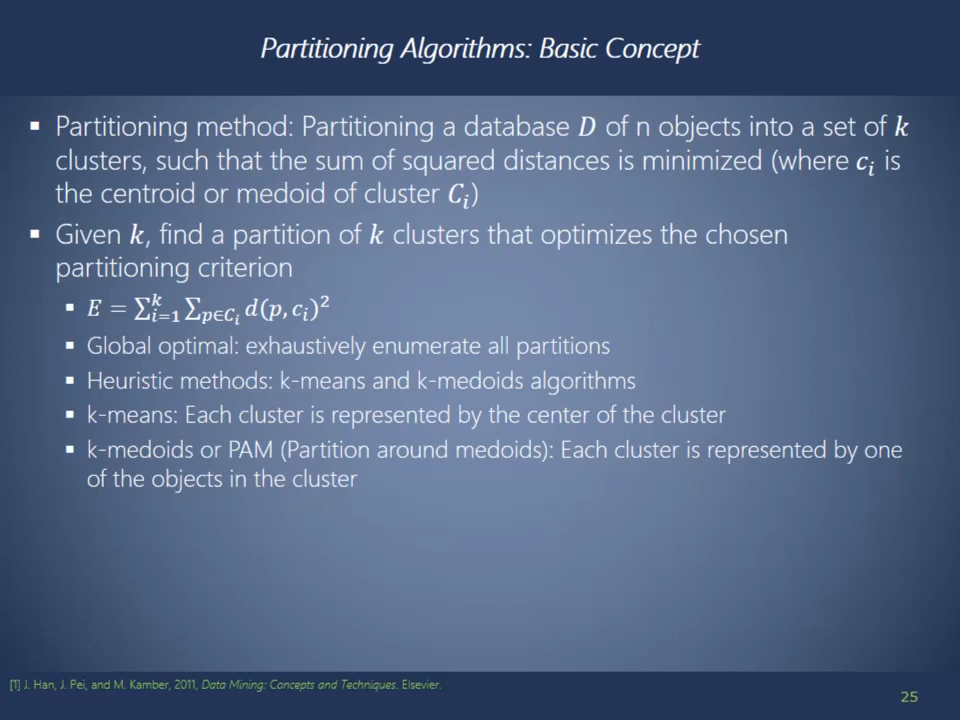 Partitioning Algorithms: Basic Concept
▪ Partitioning method: Partitioning a database D of n objects into a set of k
clusters, such that the sum of squared distances is minimized (where cᵢ is
the centroid or medoid of cluster Cᵢ)
▪ Given k, find a partition of k clusters that optimizes the chosen
partitioning criterion
▪ E = ∑ᵢ₌₁ᵏ ∑_{p∈Cᵢ} d(p, cᵢ)²
▪ Global optimal: exhaustively enumerate all partitions
▪ Heuristic methods: k-means and k-medoids algorithms
▪ k-means: Each cluster is represented by the center of the cluster
▪ k-medoids or PAM (Partition around medoids): Each cluster is represented by one
of the objects in the cluster
[1] J. Han, J. Pei, and M. Kamber, 2011, Data Mining: Concepts and Techniques. Elsevier.
25